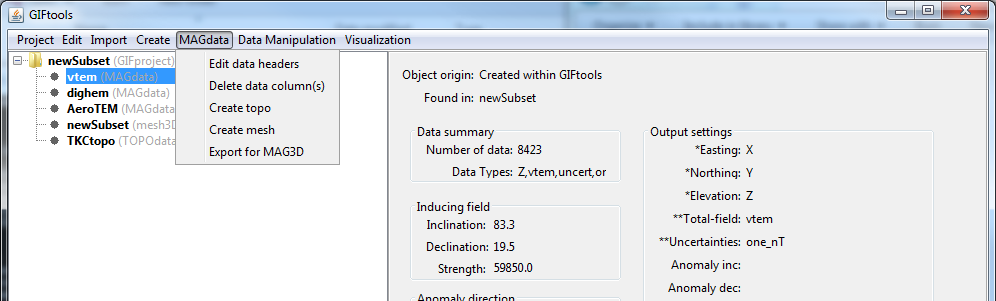 GIFtools
Project Edit Import Create MAGdata Data Manipulation Visualization
newSubset (GIFproject)
vtem (MAGdata)
dighem (MAGdata)
AeroTEM (MAGdata
newSubset (mesh3D
TKCtopo (TOPOdata
Edit data headers
Delete data column(s)
Create topo
Create mesh
Export for MAG3D
Object origin: Created within GIFtools
Found in: newSubset
Data summary
Number of data: 8423
Data Types: Z,vtem,uncert,or
Inducing field
Inclination: 83.3
Declination: 19.5
Strength: 59850.0
Anomaly direction
Output settings
*Easting: X
*Northing: Y
*Elevation: Z
**Total-field: vtem
**Uncertainties: one_nT
Anomaly inc:
Anomaly dec: